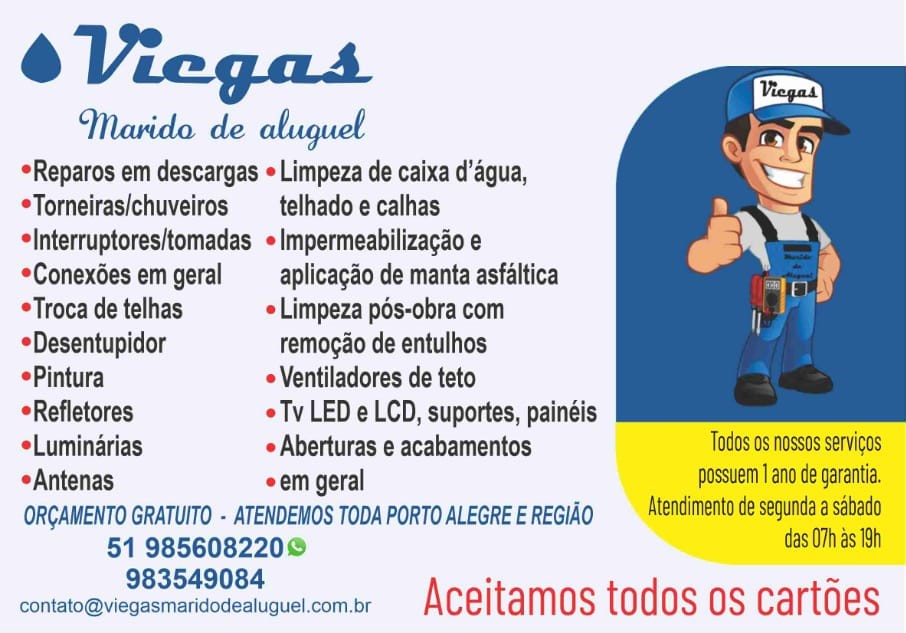 Viegas
Marido de aluguel
•Reparos em descargas
•Torneiras/chuveiros
•Interruptores/tomadas
•Conexões em geral
•Troca de telhas
•Desentupidor
•Pintura
•Refletores
•Luminárias
•Antenas
•Limpeza de caixa d'água,
telhado e calhas
•Impermeabilização e
aplicação de manta asfáltica
•Limpeza pós-obra com
remoção de entulhos
•Ventiladores de teto
•Tv LED e LCD, suportes, painéis
•Aberturas e acabamentos
•em geral
ORÇAMENTO GRATUITO - ATENDEMOS TODA PORTO ALEGRE E REGIÃO
51 985608220
983549084
contato@viegasmaridodealuguel.com.br
Viegas
Marido
de
Aluguel
Todos os nossos serviços
possuem 1 ano de garantia.
Atendimento de segunda a sábado
das 07h às 19h
Aceitamos todos os cartões